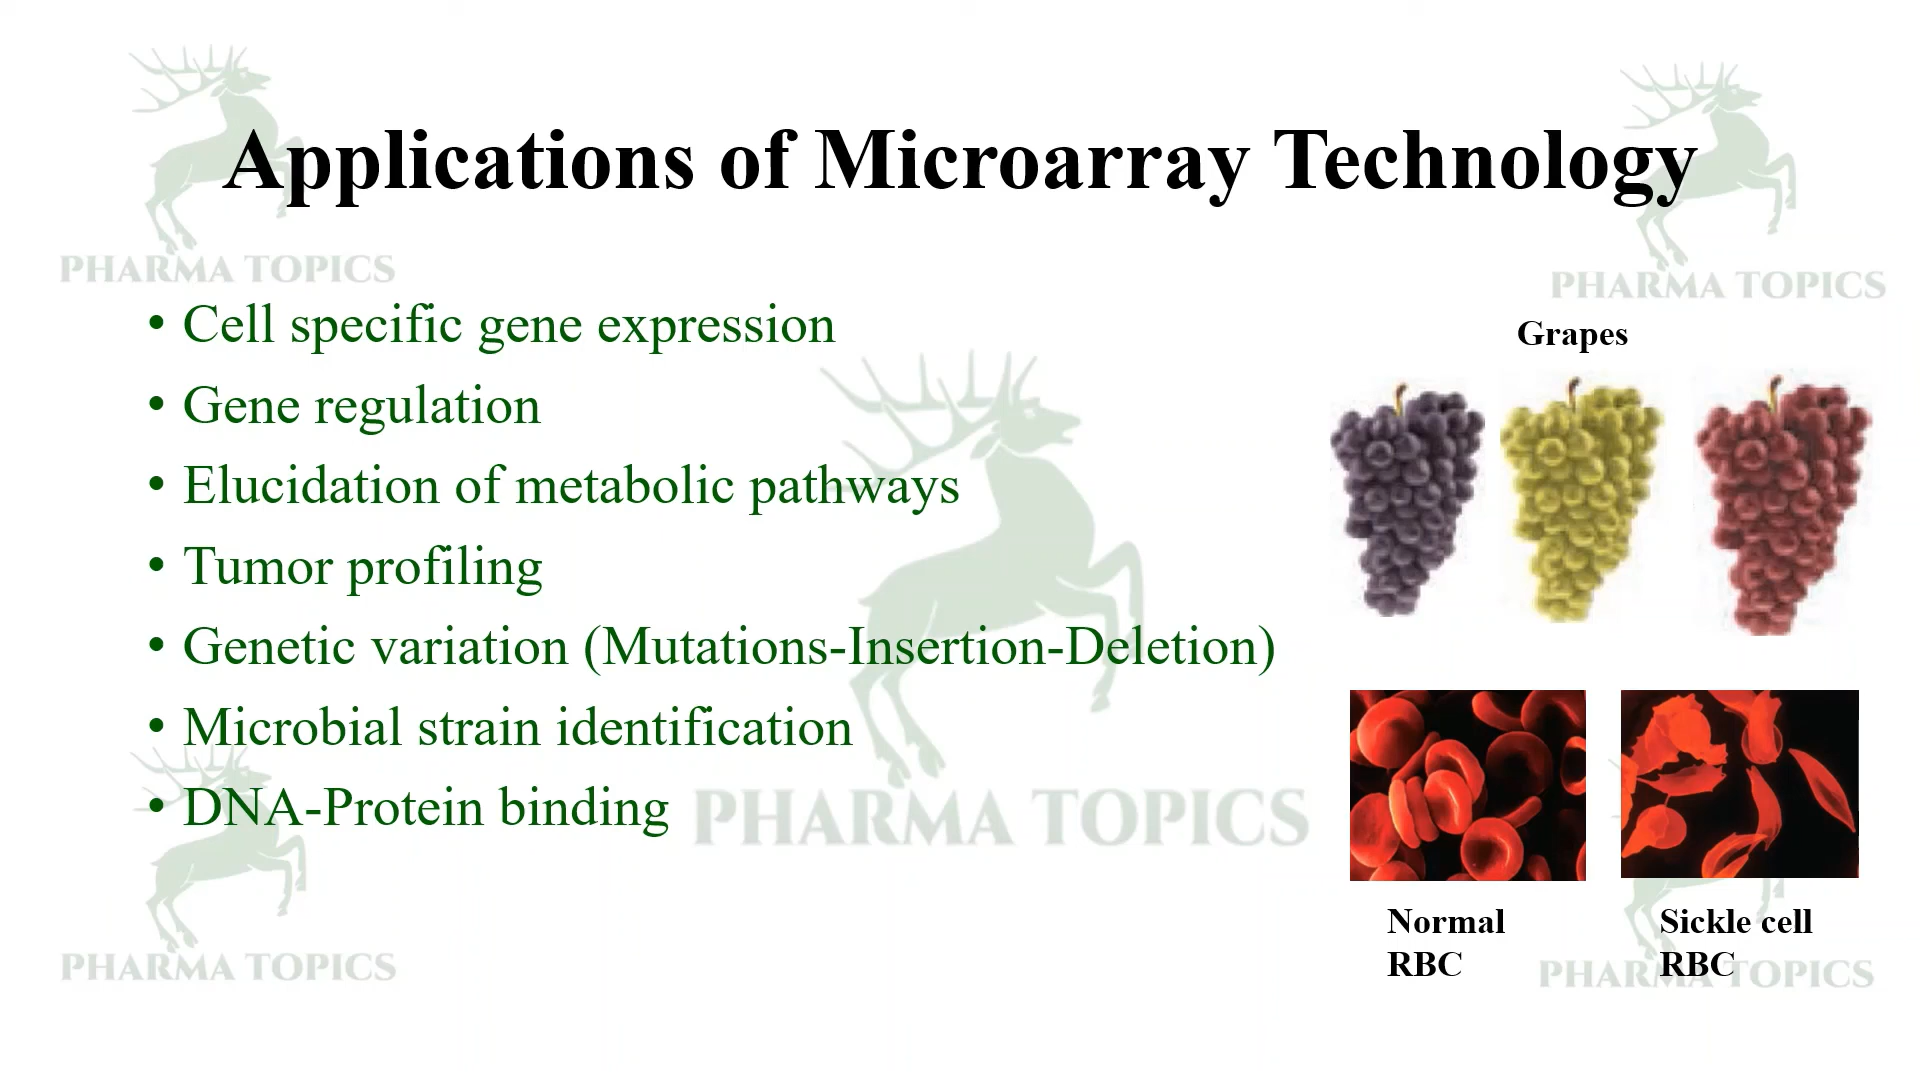 Applications of Microarray Technology
PHARMA TOPICS
PHARMA TOPICS
• Cell specific gene expression
• Gene regulation
• Elucidation of metabolic pathways
• Tumor profiling
• Genetic variation (Mutations-Insertion-Deletion)
• Microbial strain identification
• DNA-Protein binding
PHARMA TOPICS
Grapes
Normal
RBC
Sickle cell
RBC
PHARMA TOPICS
PHARMA TOPICS